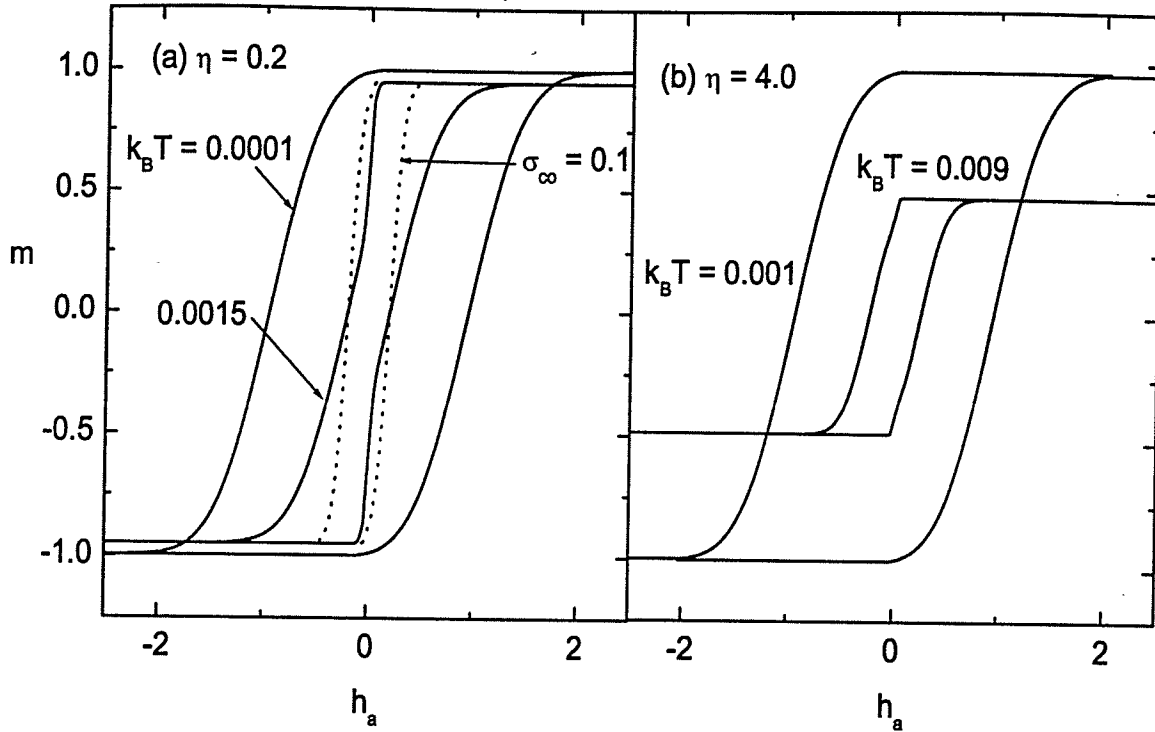 (a) η = 0.2
k_B T = 0.0001
σ_∞ = 0.1
0.0015
1.0
0.5
0.0
-0.5
-1.0
m
-2
0
2
h_a
(b) η = 4.0
k_B T = 0.009
k_B T = 0.001
-2
0
2
h_a